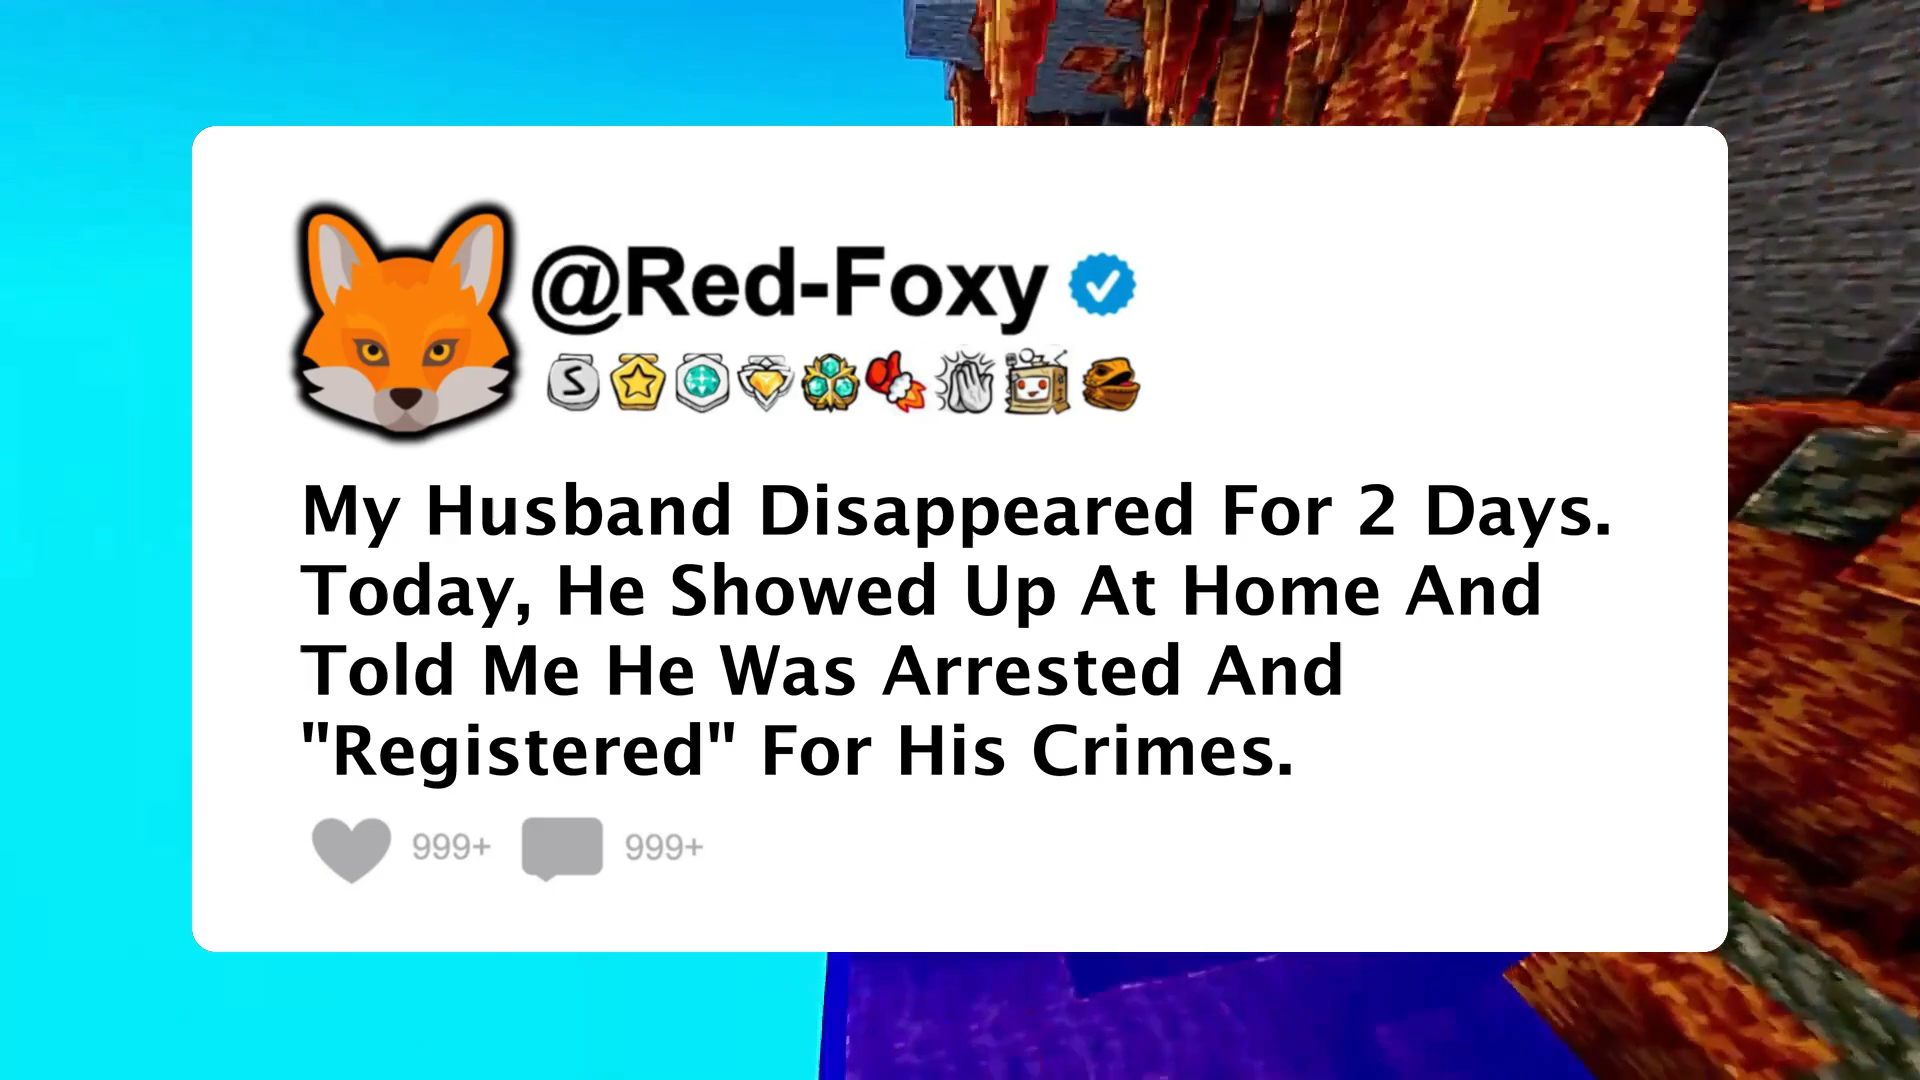 @Red-Foxy
S
My Husband Disappeared For 2 Days.
Today, He Showed Up At Home And
Told Me He Was Arrested And
"Registered" For His Crimes.
999+ 999+